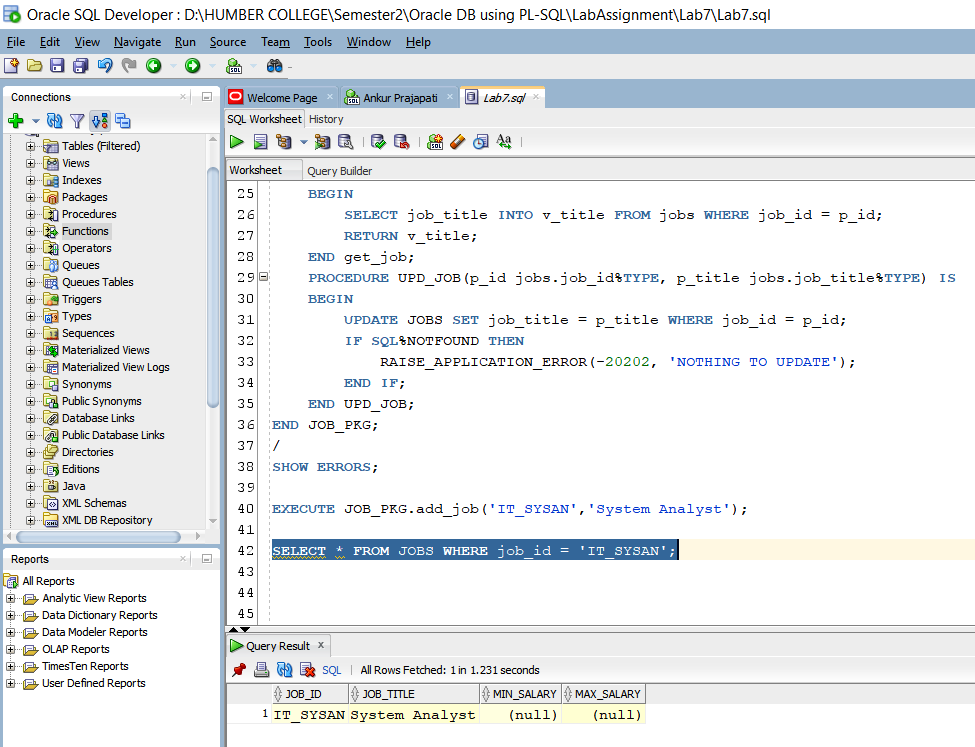 Oracle SQL Developer : D:\HUMBER COLLEGE\Semester2\Oracle DB using PL-SQL\LabAssignment\Lab7\Lab7.sql
File Edit View Navigate Run Source Team Tools Window Help
Connections
Tables (Filtered)
Views
Indexes
Packages
Procedures
Functions
Operators
Queues
Queues Tables
Triggers
Types
Sequences
Materialized Views
Materialized View Logs
Synonyms
Public Synonyms
Database Links
Public Database Links
Directories
Editions
Java
XML Schemas
XML DB Repository
Reports
All Reports
Analytic View Reports
Data Dictionary Reports
Data Modeler Reports
OLAP Reports
TimesTen Reports
User Defined Reports
Welcome Page Ankur Prajapati Lab7.sql
SQL Worksheet History
Worksheet Query Builder
25 BEGIN
26 SELECT job_title INTO v_title FROM jobs WHERE job_id = p_id;
27 RETURN v_title;
28 END get_job;
29 PROCEDURE UPD_JOB(p_id jobs.job_id%TYPE, p_title jobs.job_title%TYPE) IS
30 BEGIN
31 UPDATE JOBS SET job_title = p_title WHERE job_id = p_id;
32 IF SQL%NOTFOUND THEN
33 RAISE_APPLICATION_ERROR(-20202, 'NOTHING TO UPDATE');
34 END IF;
35 END UPD_JOB;
36 END JOB_PKG;
37 /
38 SHOW ERRORS;
39
40 EXECUTE JOB_PKG.add_job('IT_SYSAN','System Analyst');
41
42 SELECT * FROM JOBS WHERE job_id = 'IT_SYSAN';
43
44
45
Query Result
SQL | All Rows Fetched: 1 in 1.231 seconds
JOB_ID JOB_TITLE MIN_SALARY MAX_SALARY
1 IT_SYSAN System Analyst (null) (null)